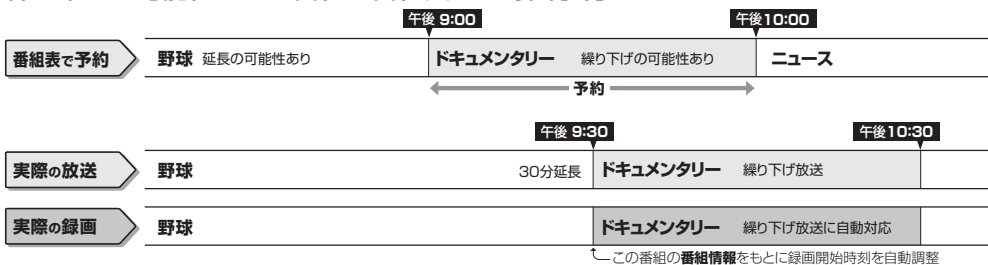 午後 9:00 午後10:00
番組表で予約 野球 延長の可能性あり ドキュメンタリー 繰り下げの可能性あり ニュース
予約
午後 9:30 午後10:30
実際の放送 野球 30分延長 ドキュメンタリー 繰り下げ放送
実際の録画 野球 ドキュメンタリー 繰り下げ放送に自動対応
この番組の番組情報をもとに録画開始時刻を自動調整